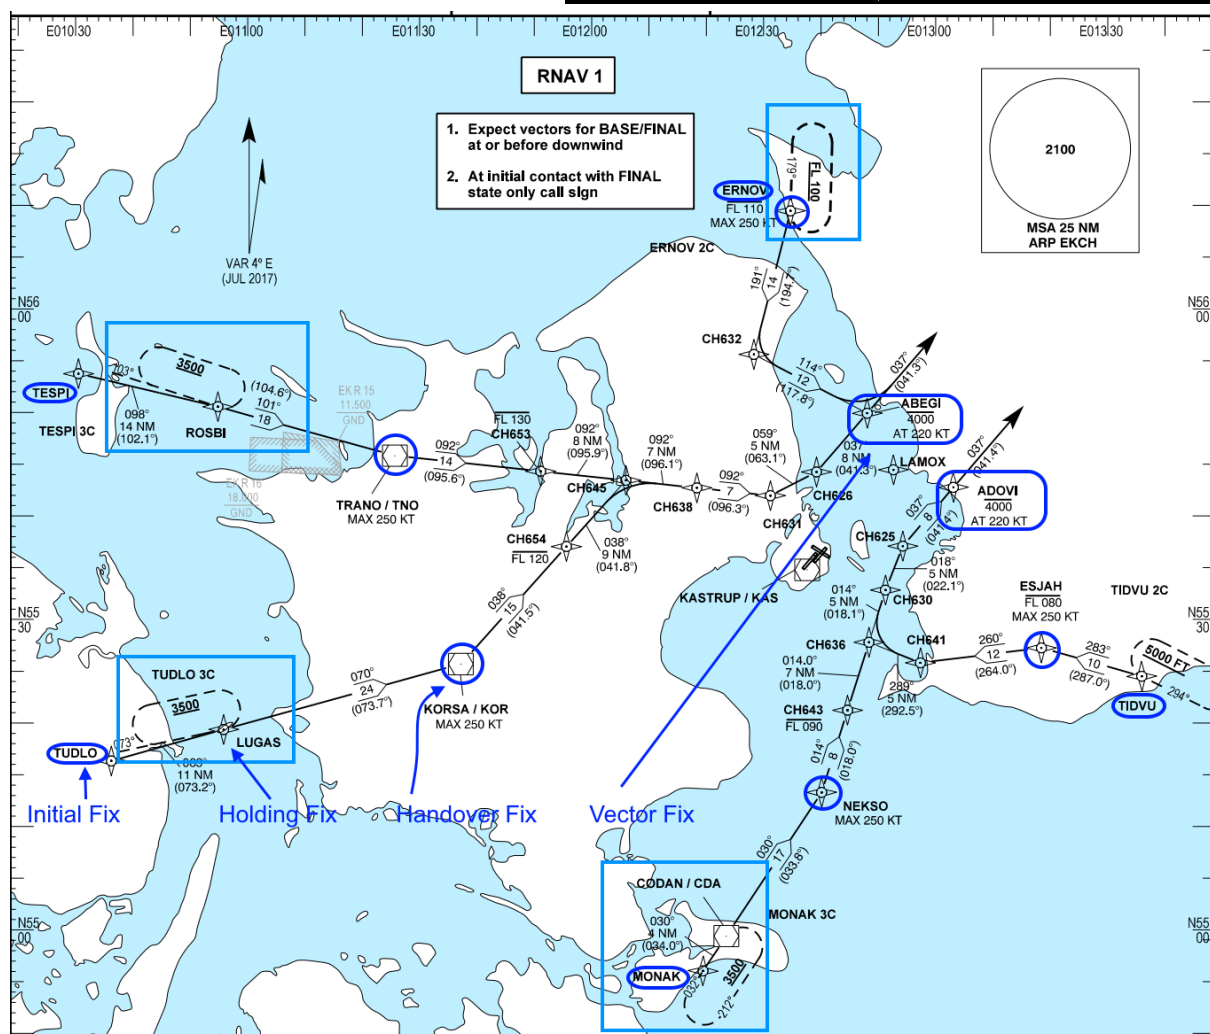 E010:30
E011:00
E011:30
E012:00
E012:30
E013:00
E013:30
RNAV 1
1. Expect vectors for BASE/FINAL
at or before downwind
2. At initial contact with FINAL
state only call sign
2100
MSA 25 NM
ARP EKCH
VAR 4° E
(JUL 2017)
179°
FL 100
ERNOV
FL 110
MAX 250 KT
ERNOV 2C
191°
14
(194.7°)
N56
00
N56
00
CH632
114°
12
(117.8°)
037°
(041.3°)
TESPI
TESPI 3C
103°
3500
(104.6°)
101°
18
098°
14 NM
(102.1°)
ROSBI
EK R 15
11.500
GND
EK R 16
18.000
GND
TRANO / TNO
MAX 250 KT
092°
14
(095.6°)
FL 130
CH653
092°
8 NM
(095.9°)
CH645
092°
7 NM
(096.1°)
CH638
092°
7
(096.3°)
059°
5 NM
(063.1°)
CH631
CH626
037°
8 NM
(041.3°)
ABEGI
4000
AT 220 KT
LAMOX
037°
(041.4°)
ADOVI
4000
AT 220 KT
037°
8
(041.4°)
CH625
018°
5 NM
(022.1°)
CH654
FL 120
038°
9 NM
(041.8°)
038°
15
(041.5°)
KASTRUP / KAS
014°
5 NM
(018.1°)
CH630
CH636
CH641
ESJAH
FL 080
MAX 250 KT
TIDVU 2C
N55
30
N55
30
260°
12
(264.0°)
283°
10
(287.0°)
5000 FT
294°
TIDVU
014.0°
7 NM
(018.0°)
289°
5 NM
(292.5°)
CH643
FL 090
014°
8
(018.0°)
TUDLO 3C
3500
070°
24
(073.7°)
KORSA / KOR
MAX 250 KT
TUDLO
073°
LUGAS
069°
11 NM
(073.2°)
Initial Fix
Holding Fix
Handover Fix
Vector Fix
NEKSO
MAX 250 KT
030°
17
(033.8°)
CODAN / CDA
MONAK 3C
030°
4 NM
(034.0°)
MONAK
032°
3500
212°
N55
00
N55
00